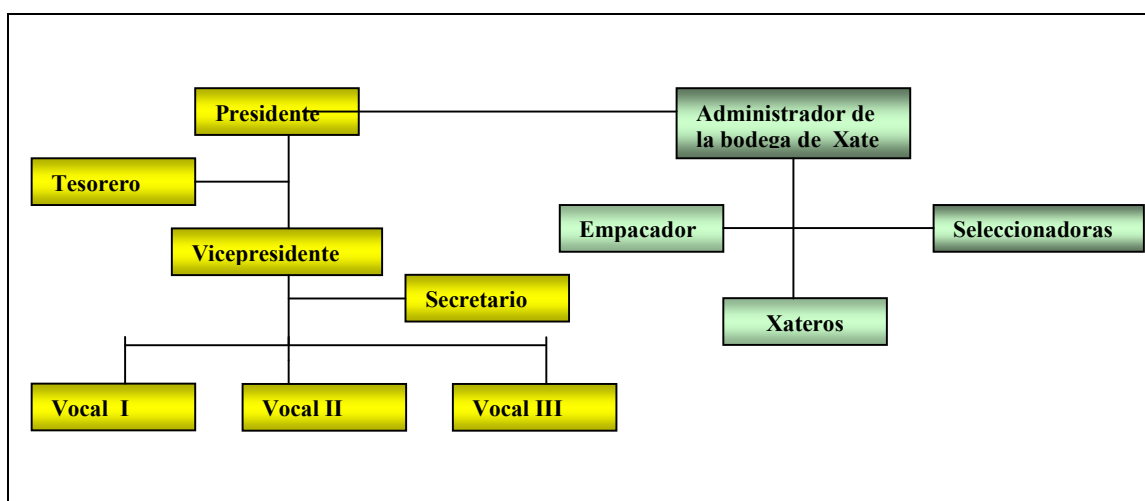 Presidente
Administrador de
la bodega de Xate
Tesorero
Empacador
Seleccionadoras
Vicepresidente
Secretario
Xateros
Vocal I
Vocal II
Vocal III